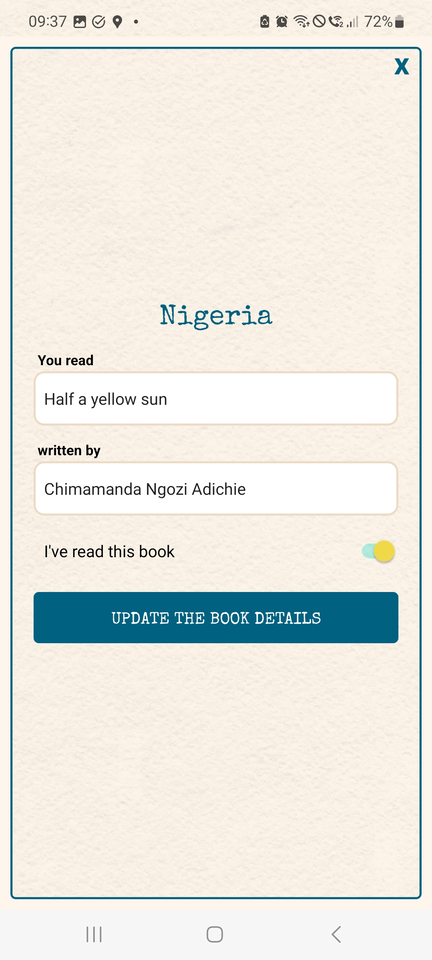 09:37 72%
X
Nigeria
You read
Half a yellow sun
written by
Chimamanda Ngozi Adichie
I've read this book
UPDATE THE BOOK DETAILS